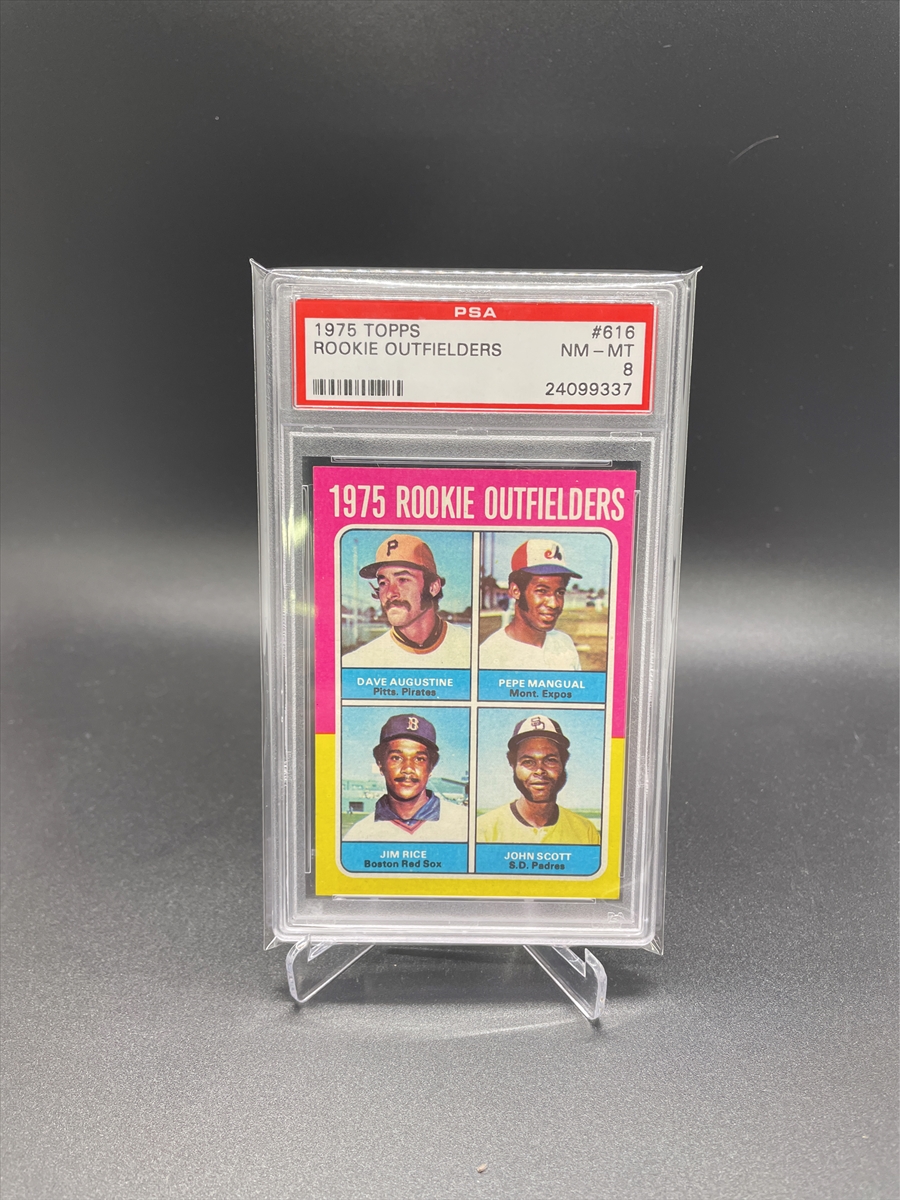 PSA
1975 TOPPS #616
ROOKIE OUTFIELDERS NM-MT
8
24099337
1975 ROOKIE OUTFIELDERS
P
DAVE AUGUSTINE
Pitts. Pirates
PEPE MANGUAL
Mont. Expos
B
JIM RICE
Boston Red Sox
SD
JOHN SCOTT
S.D. Padres